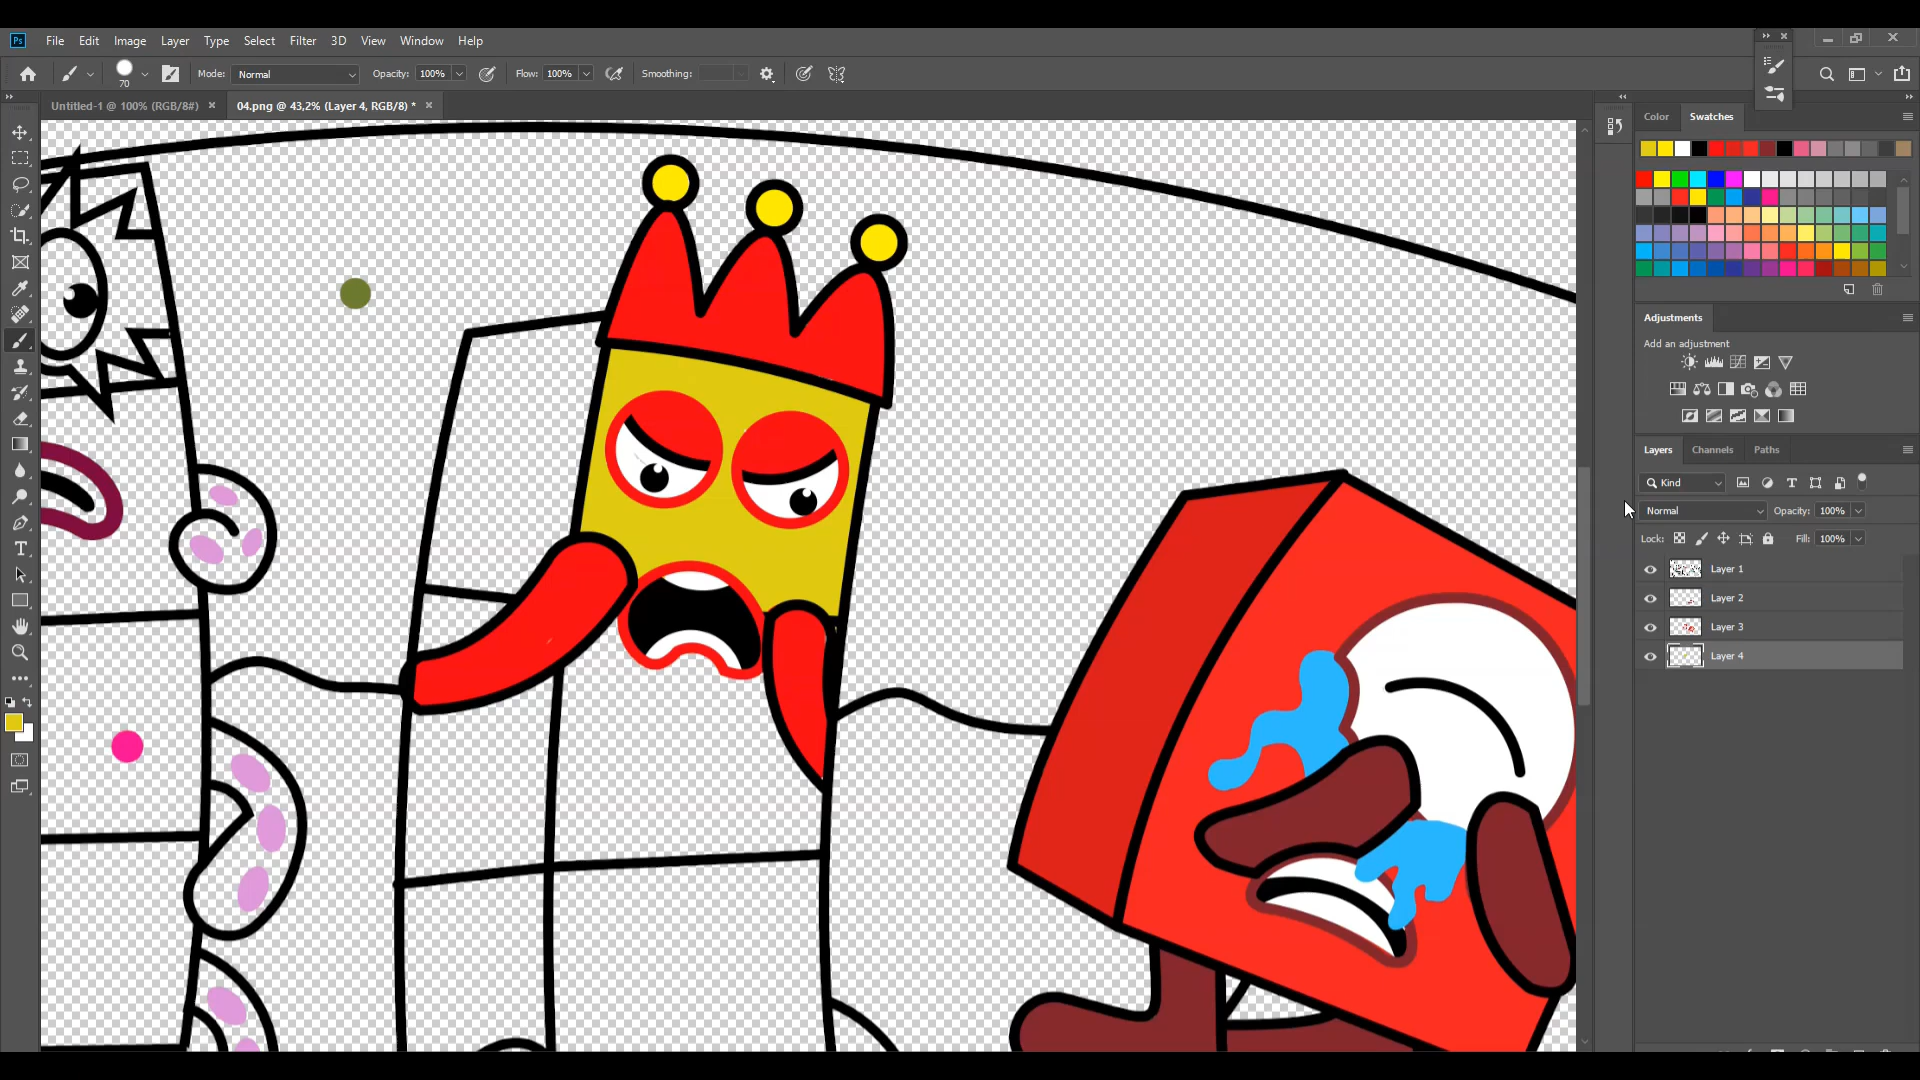 Ps File Edit Image Layer Type Select Filter 3D View Window Help
70 Mode: Normal Opacity: 100% Flow: 100% Smoothing:
Untitled-1 @ 100% (RGB/8#) × 04.png @ 43,2% (Layer 4, RGB/8) * ×
Color Swatches
Adjustments
Add an adjustment
Layers Channels Paths
Kind
Normal Opacity: 100%
Lock: Fill: 100%
Layer 1
Layer 2
Layer 3
Layer 4